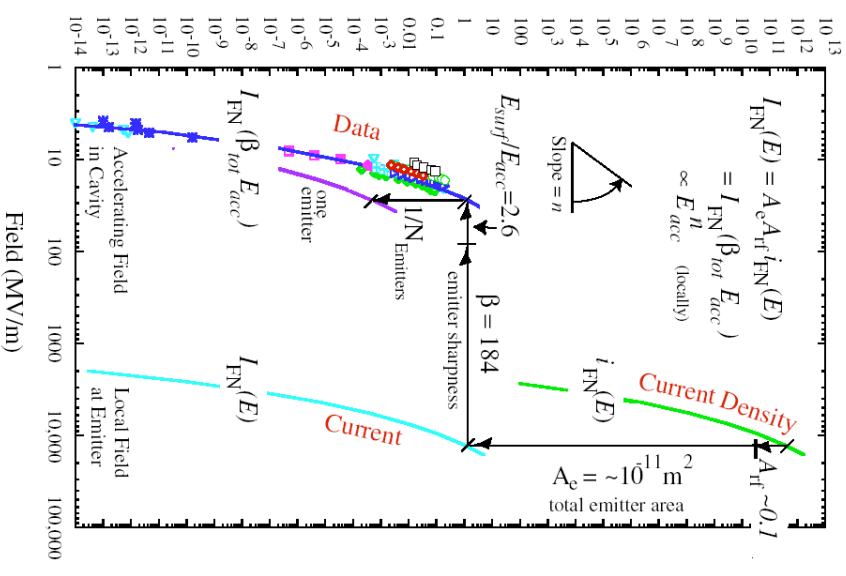 10^-14
10^-13
10^-12
10^-11
10^-10
10^-9
10^-8
10^-7
10^-6
10^-5
10^-4
10^-3
0.01
0.1
1
10
100
1000
10^4
10^5
10^6
10^7
10^8
10^9
10^10
10^11
10^12
10^13
I_FN(E) = A_e A_rf i_FN(E)
= I_FN(β_tot E_acc)
∝ E_acc^n (locally)
Slope = n
E_surf/E_acc=2.6
Data
I_FN(β_tot E_acc)
one
emitter
1/N_Emitters
Accelerating Field
in Cavity
β = 184
emitter sharpness
i_FN(E)
Current Density
I_FN(E)
Current
Local Field
at Emitter
A_rf ~0.1
A_e = ~10^-11 m^2
total emitter area
1
10
100
1000
10,0000
100,000
Field (MV/m)